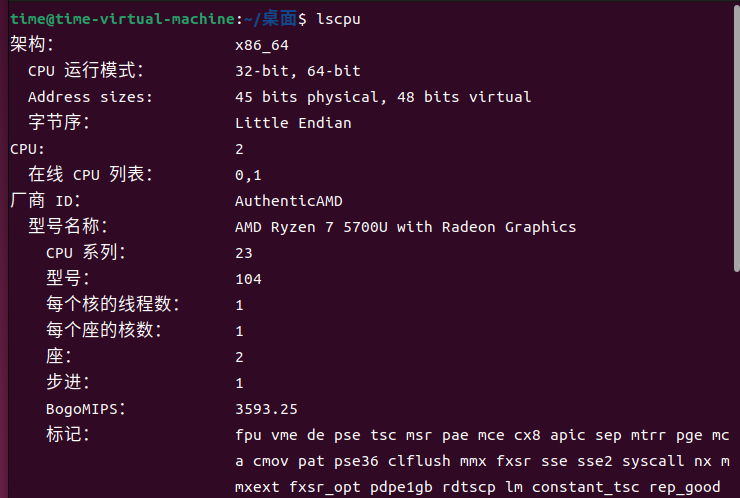 time@time-virtual-machine:~/桌面$ lscpu
架构： x86_64
CPU 运行模式： 32-bit, 64-bit
Address sizes: 45 bits physical, 48 bits virtual
字节序： Little Endian
CPU: 2
在线 CPU 列表： 0,1
厂商 ID： AuthenticAMD
型号名称： AMD Ryzen 7 5700U with Radeon Graphics
CPU 系列： 23
型号： 104
每个核的线程数： 1
每个座的核数： 1
座： 2
步进： 1
BogoMIPS： 3593.25
标记： fpu vme de pse tsc msr pae mce cx8 apic sep mtrr pge mc
a cmov pat pse36 clflush mmx fxsr sse sse2 syscall nx m
mxext fxsr_opt pdpe1gb rdtscp lm constant_tsc rep_good